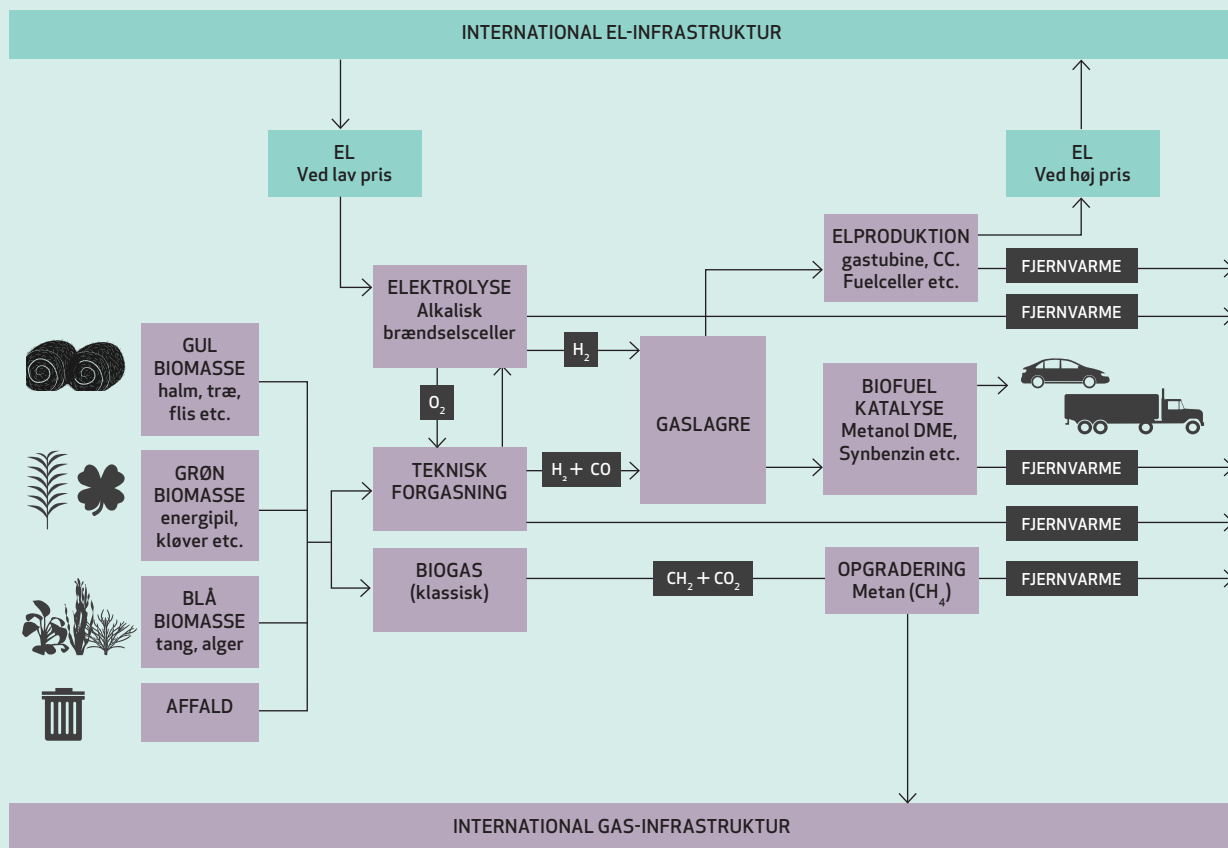 INTERNATIONAL EL-INFRASTRUKTUR
EL
Ved lav pris
EL
Ved høj pris
ELPRODUKTION
gastubine, CC.
Fuelceller etc.
FJERNVARME
ELEKTROLYSE
Alkalisk
brændselsceller
FJERNVARME
GUL
BIOMASSE
halm, træ,
flis etc.
H₂
O₂
GASLAGRE
BIOFUEL
KATALYSE
Metanol DME,
Synbenzin etc.
FJERNVARME
GRØN
BIOMASSE
energipil,
kløver etc.
TEKNISK
FORGASNING
H₂ + CO
FJERNVARME
BIOGAS
(klassisk)
CH₂ + CO₂
OPGRADERING
Metan (CH₄)
FJERNVARME
BLÅ
BIOMASSE
tang, alger
AFFALD
INTERNATIONAL GAS-INFRASTRUKTUR